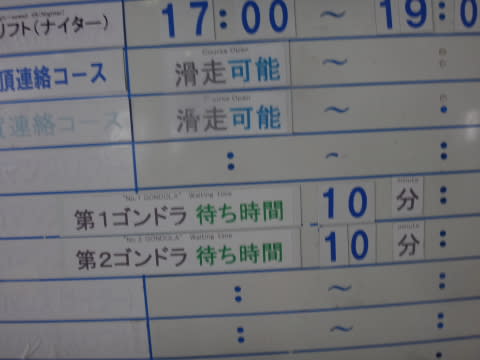 リフト(ナイター) 17:00 ～ 19:0
Course Open
頂連絡コース 滑走可能 ～ :
Course Open
連絡コース 滑走可能 ～ :
: ～ :
"No.1 GONDOLA" Waiting time minute
第1ゴンドラ 待ち時間 10 分 :
"No.2 GONDOLA" Waiting time minute
第2ゴンドラ 待ち時間 10 分 :
: ～ :
: ～ :